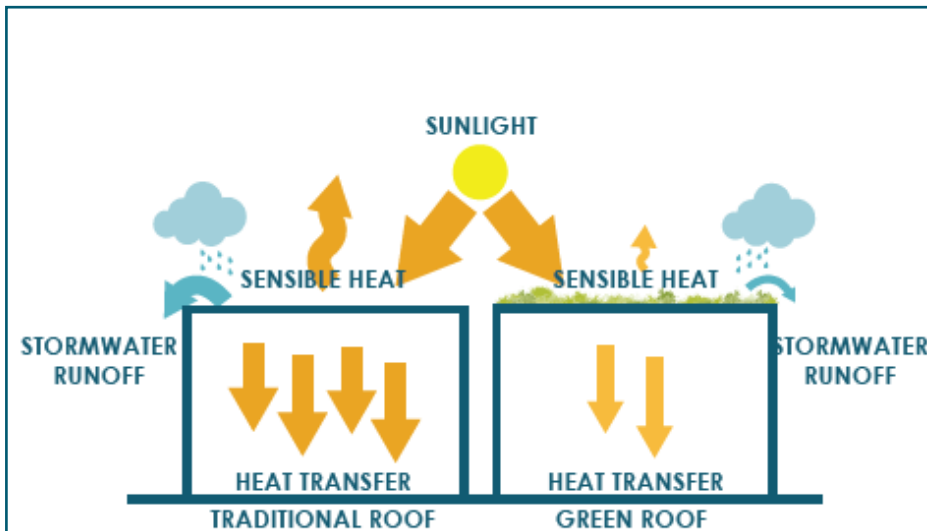 SUNLIGHT
SENSIBLE HEAT
SENSIBLE HEAT
STORMWATER
RUNOFF
STORMWATER
RUNOFF
HEAT TRANSFER
HEAT TRANSFER
TRADITIONAL ROOF
GREEN ROOF